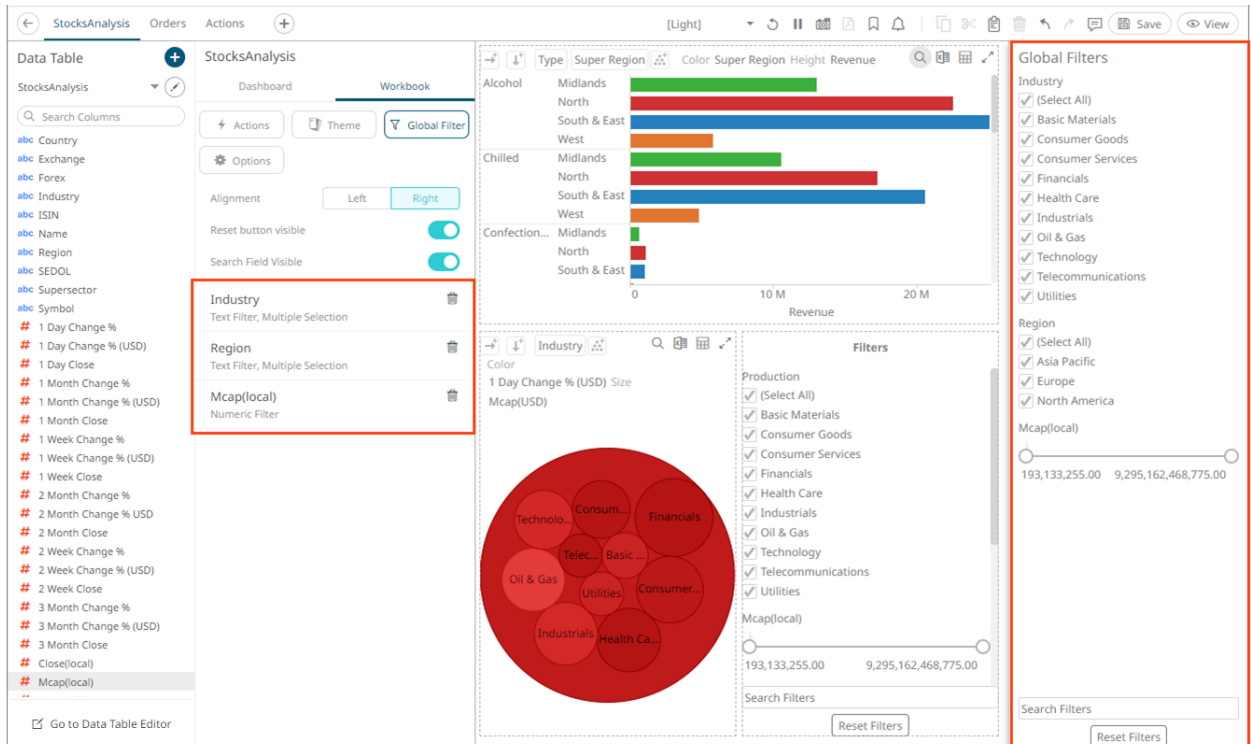 StocksAnalysis Orders Actions
[Light] Save View
Data Table
StocksAnalysis
Search Columns
abc Country
abc Exchange
abc Forex
abc Industry
abc ISIN
abc Name
abc Region
abc SEDOL
abc Supersector
abc Symbol
# 1 Day Change %
# 1 Day Change % (USD)
# 1 Day Close
# 1 Month Change %
# 1 Month Change % (USD)
# 1 Month Close
# 1 Week Change %
# 1 Week Change % (USD)
# 1 Week Close
# 2 Month Change %
# 2 Month Change % USD
# 2 Month Close
# 2 Week Change %
# 2 Week Change % (USD)
# 2 Week Close
# 3 Month Change %
# 3 Month Change % (USD)
# 3 Month Close
# Close(local)
# Mcap(local)
Go to Data Table Editor
StocksAnalysis
Dashboard Workbook
Actions Theme Global Filter
Options
Alignment Left Right
Reset button visible
Search Field Visible
Industry
Text Filter, Multiple Selection
Region
Text Filter, Multiple Selection
Mcap(local)
Numeric Filter
Type Super Region Color Super Region Height Revenue
Alcohol Midlands
North
South & East
West
Chilled Midlands
North
South & East
West
Confection... Midlands
North
South & East
0 10 M 20 M
Revenue
Industry
Color
1 Day Change % (USD) Size
Mcap(USD)
Technolo...
Consum...
Financials
Telec...
Basic ...
Oil & Gas
Utilities
Consumer...
Industrials
Health Ca...
Filters
Production
(Select All)
Basic Materials
Consumer Goods
Consumer Services
Financials
Health Care
Industrials
Oil & Gas
Technology
Telecommunications
Utilities
Mcap(local)
193,133,255.00 9,295,162,468,775.00
Search Filters
Reset Filters
Global Filters
Industry
(Select All)
Basic Materials
Consumer Goods
Consumer Services
Financials
Health Care
Industrials
Oil & Gas
Technology
Telecommunications
Utilities
Region
(Select All)
Asia Pacific
Europe
North America
Mcap(local)
193,133,255.00 9,295,162,468,775.00
Search Filters
Reset Filters